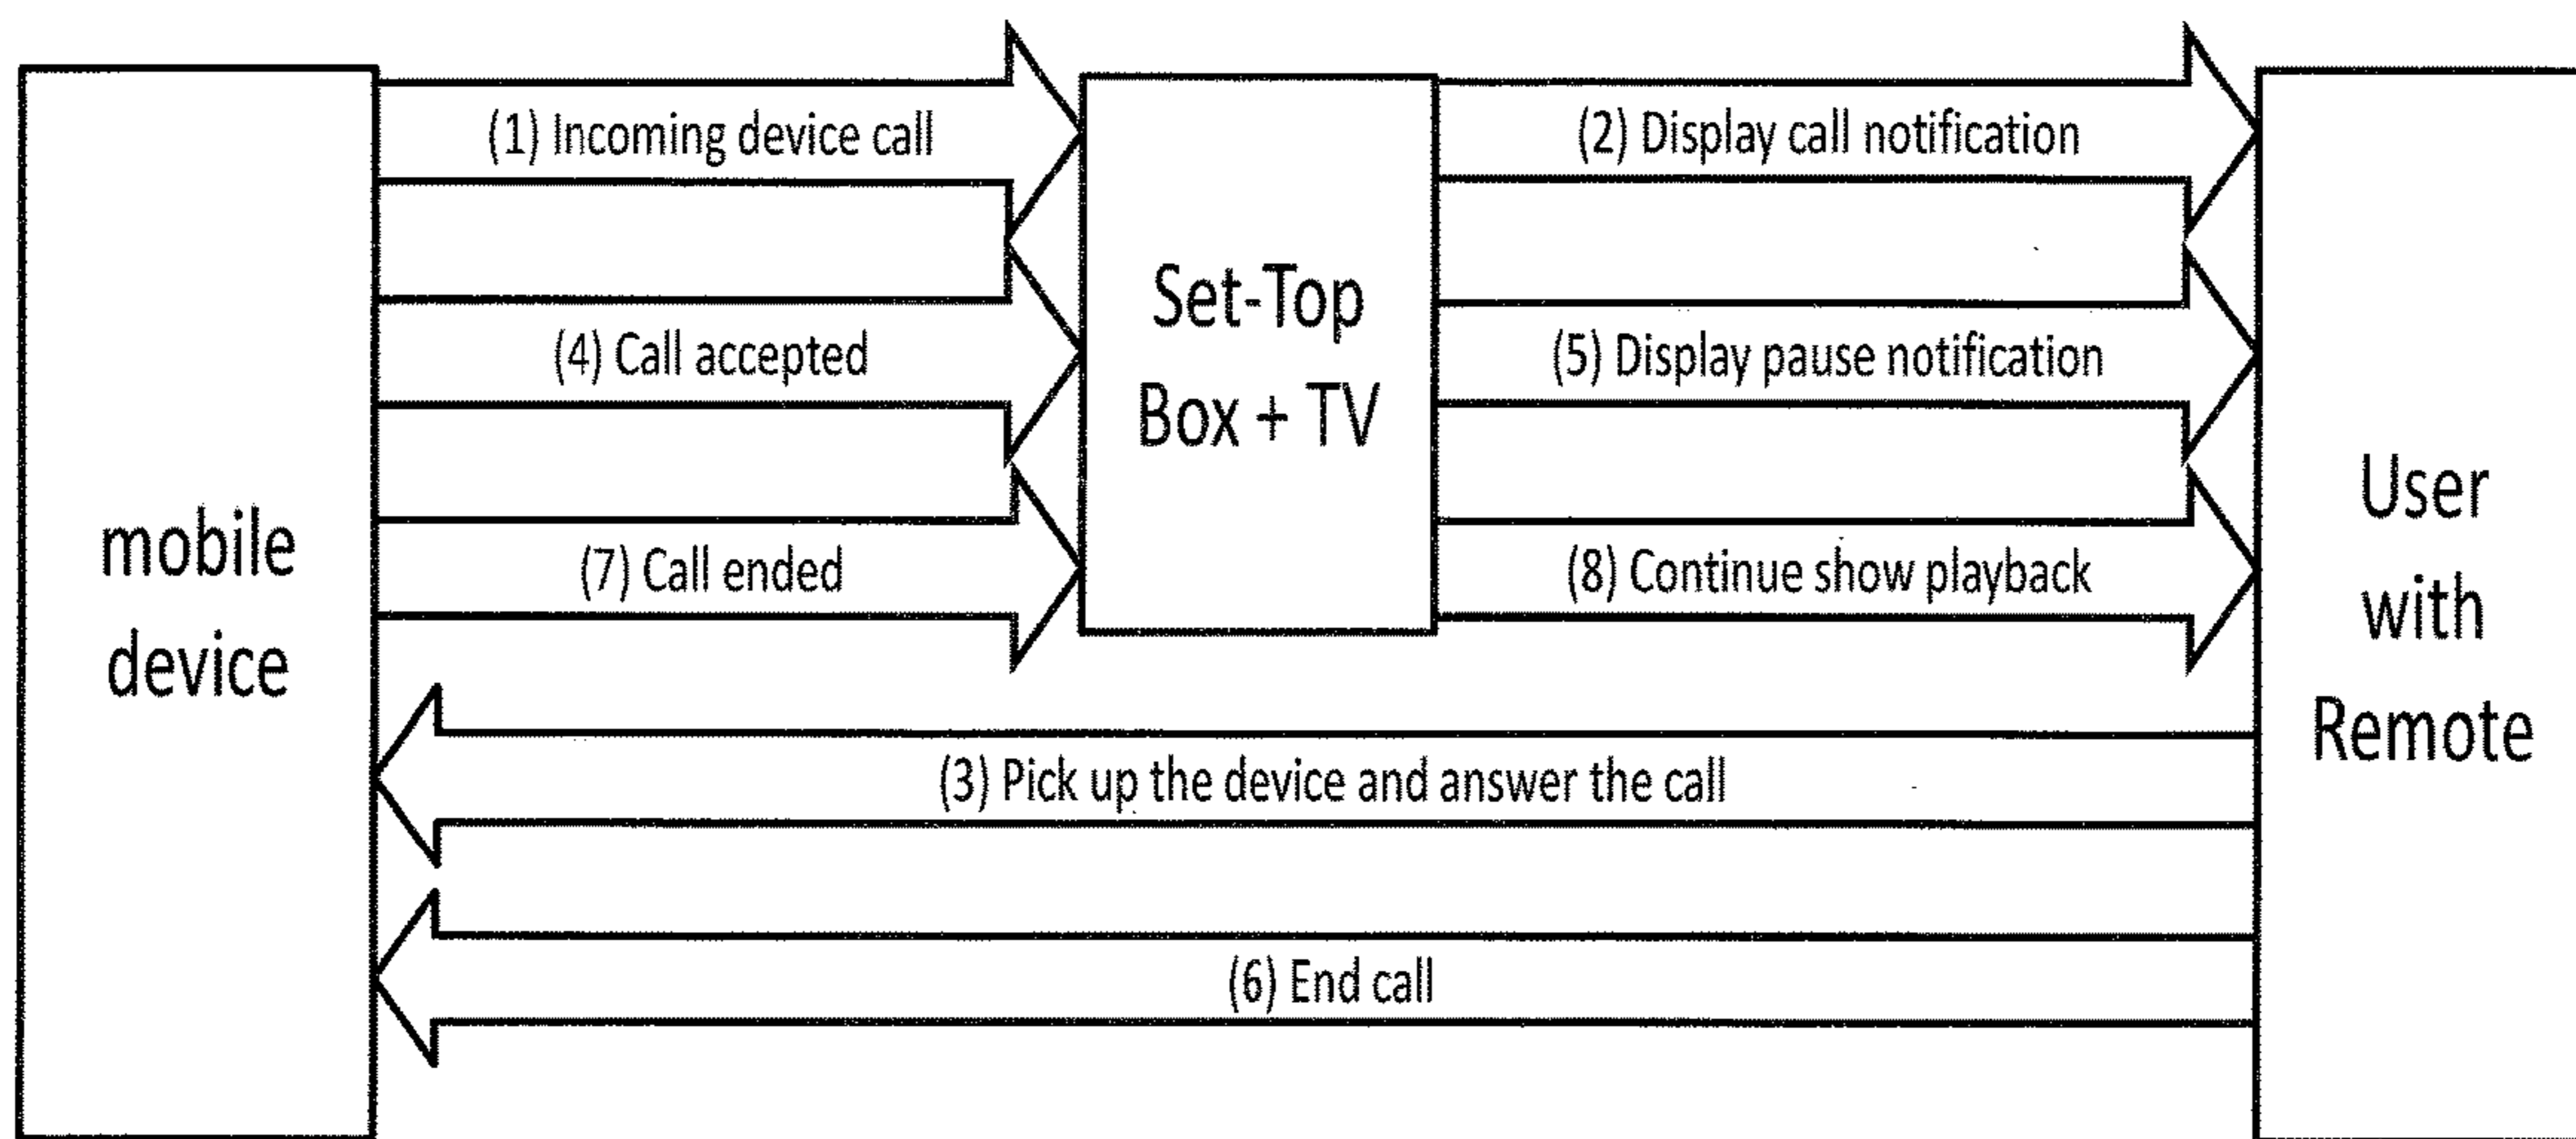 (1) Incoming device call
(2) Display call notification
Set-Top
Box + TV
(4) Call accepted
(5) Display pause notification
mobile
device
User
with
Remote
(7) Call ended
(8) Continue show playback
(3) Pick up the device and answer the call
(6) End call